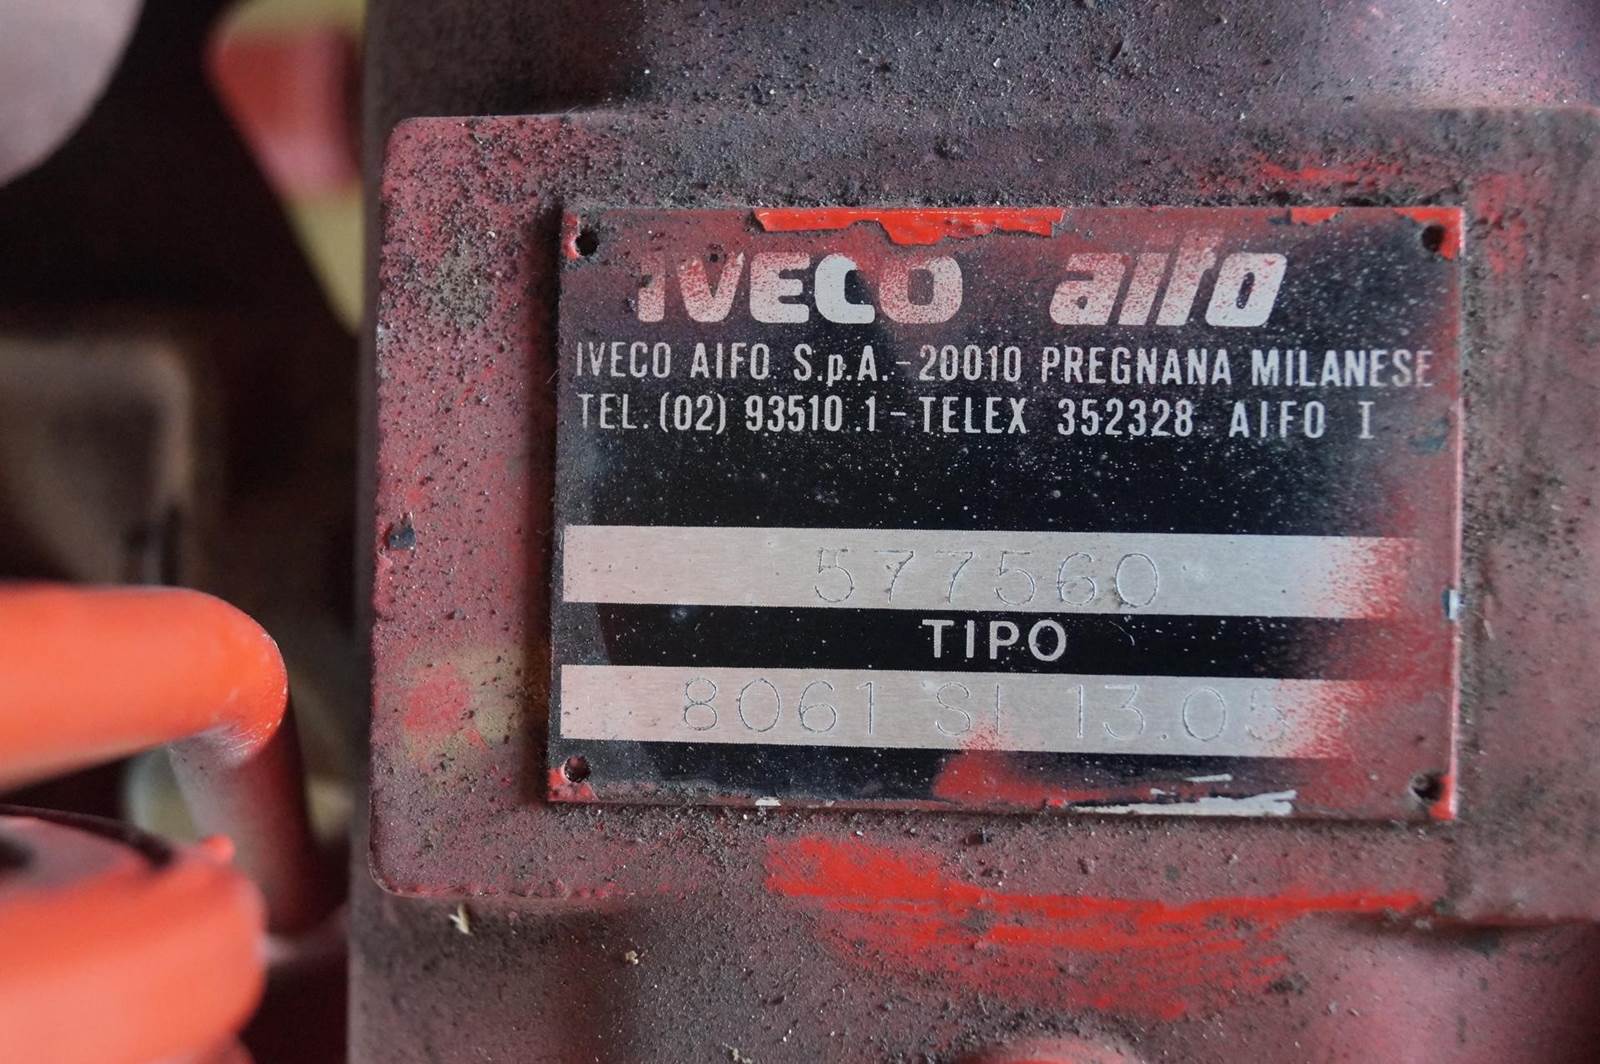 IVECO aifo
IVECO AIFO S.p.A.-20010 PREGNANA MILANESE
TEL.(02) 93510.1-TELEX 352328 AIFO I
577560
TIPO
8061 SI 13.05